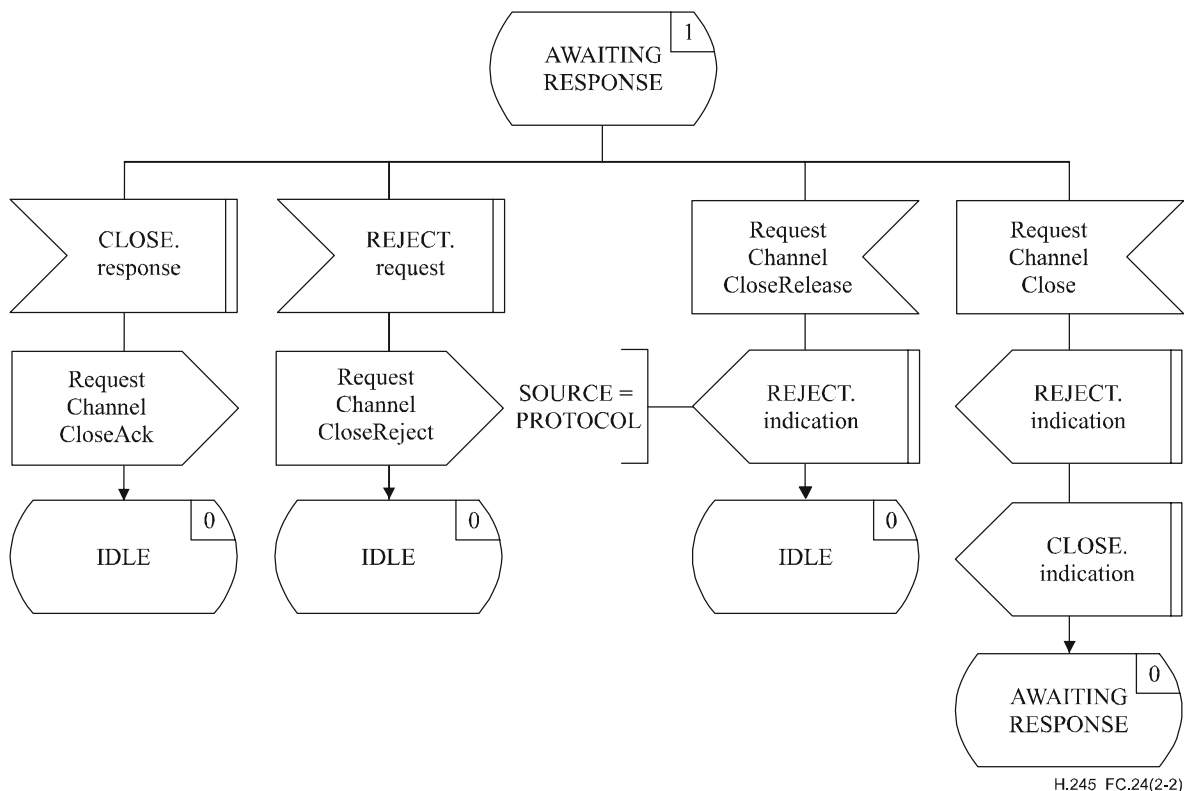 1
AWAITING
RESPONSE
CLOSE.
response
REJECT.
request
Request
Channel
CloseRelease
Request
Channel
Close
Request
Channel
CloseAck
Request
Channel
CloseReject
SOURCE =
PROTOCOL
REJECT.
indication
REJECT.
indication
0
IDLE
0
IDLE
0
IDLE
CLOSE.
indication
0
AWAITING
RESPONSE
H.245_FC.24(2-2)